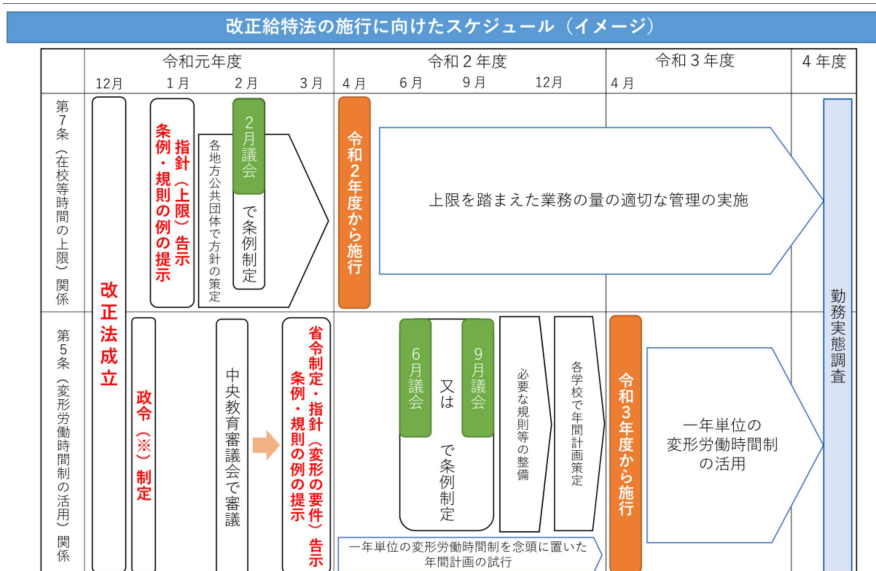 改正給特法の施行に向けたスケジュール（イメージ）
令和元年度
令和２年度
令和３年度
４年度
12月
１月
２月
３月
４月
６月
９月
12月
４月
第７条（在校等時間の上限）関係
改正法成立
指針（上限）告示
条例・規則の例の提示
各地方公共団体で方針の策定
２月議会
で条例制定
令和２年度から施行
上限を踏まえた業務の量の適切な管理の実施
勤務実態調査
第５条（変形労働時間制の活用）関係
政令（※）制定
中央教育審議会で審議
省令制定・指針（変形の要件）告示
条例・規則の例の提示
６月議会
又は
９月議会
で条例制定
必要な規則等の整備
各学校で年間計画策定
令和３年度から施行
一年単位の
変形労働時間制
の活用
一年単位の変形労働時間制を念頭に置いた
年間計画の試行